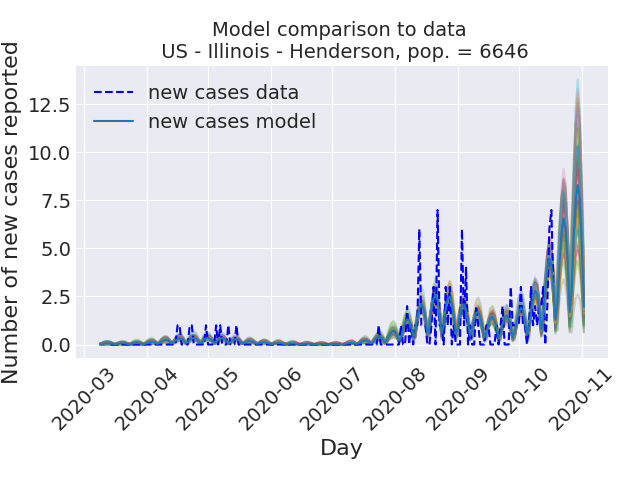 Model comparison to data
US - Illinois - Henderson, pop. = 6646
Number of new cases reported
12.5
10.0
7.5
5.0
2.5
0.0
new cases data
new cases model
2020-03
2020-04
2020-05
2020-06
2020-07
2020-08
2020-09
2020-10
2020-11
Day